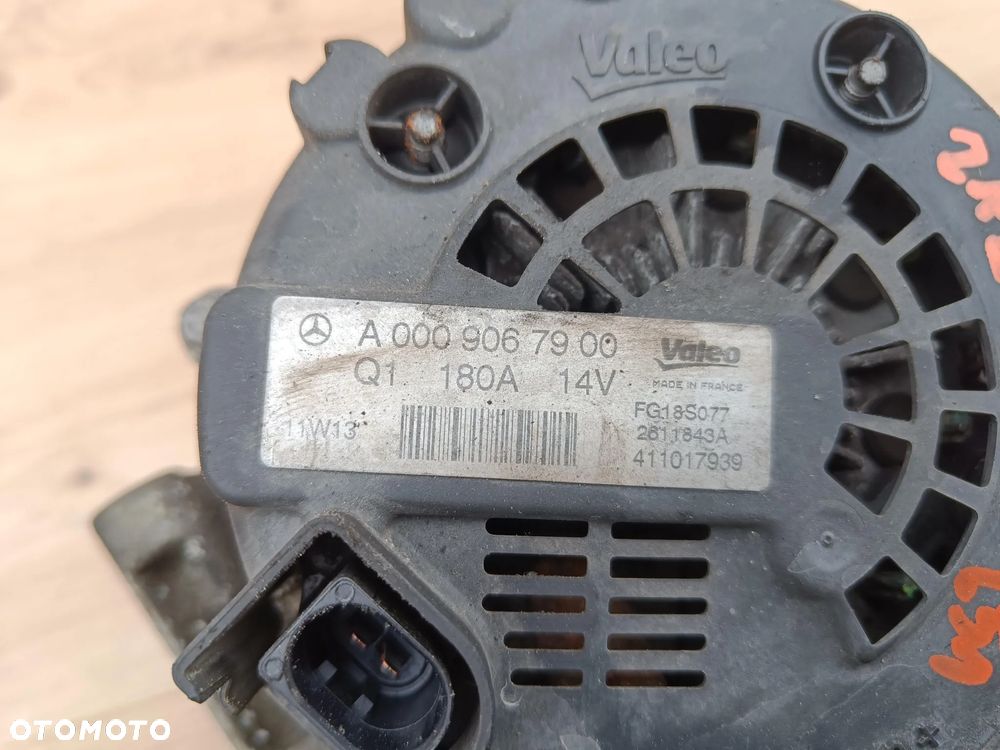 Valeo
A 000 906 79 00
Valeo
MADE IN FRANCE
Q1 180A 14V
FG18S077
11W13
2611843A
411017939
OTOMOTO